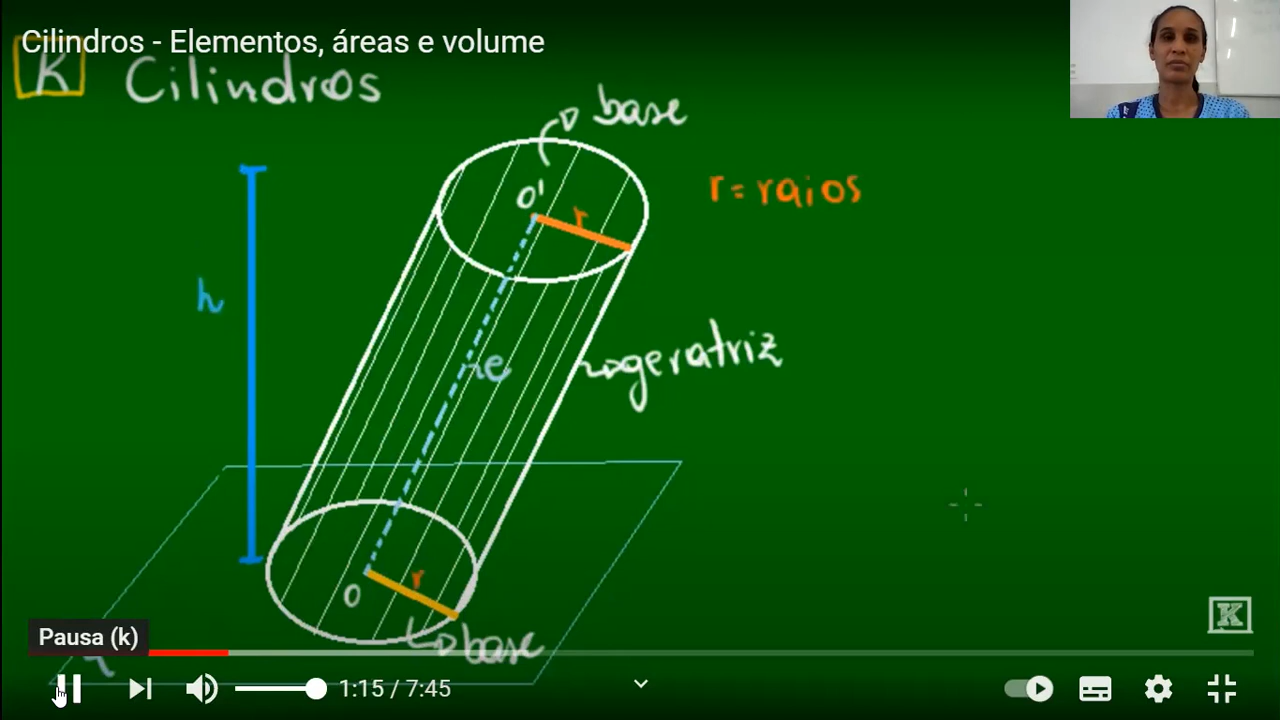 Cilindros - Elementos, áreas e volume
K Cilindros
base
O'
r
r = raios
h
e
geratriz
r
O
base
K
Pausa (k)
1:15 / 7:45